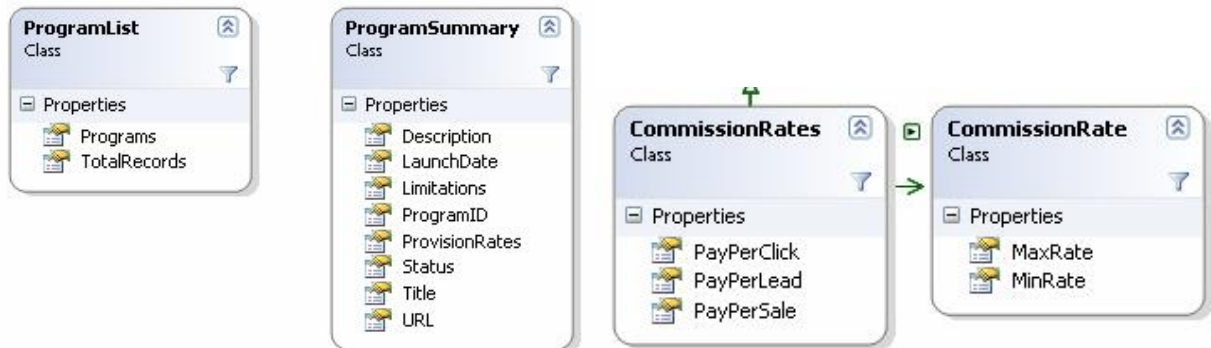 ProgramList
Class
Properties
Programs
TotalRecords
ProgramSummary
Class
Properties
Description
LaunchDate
Limitations
ProgramID
ProvisionRates
Status
Title
URL
CommissionRates
Class
Properties
PayPerClick
PayPerLead
PayPerSale
CommissionRate
Class
Properties
MaxRate
MinRate